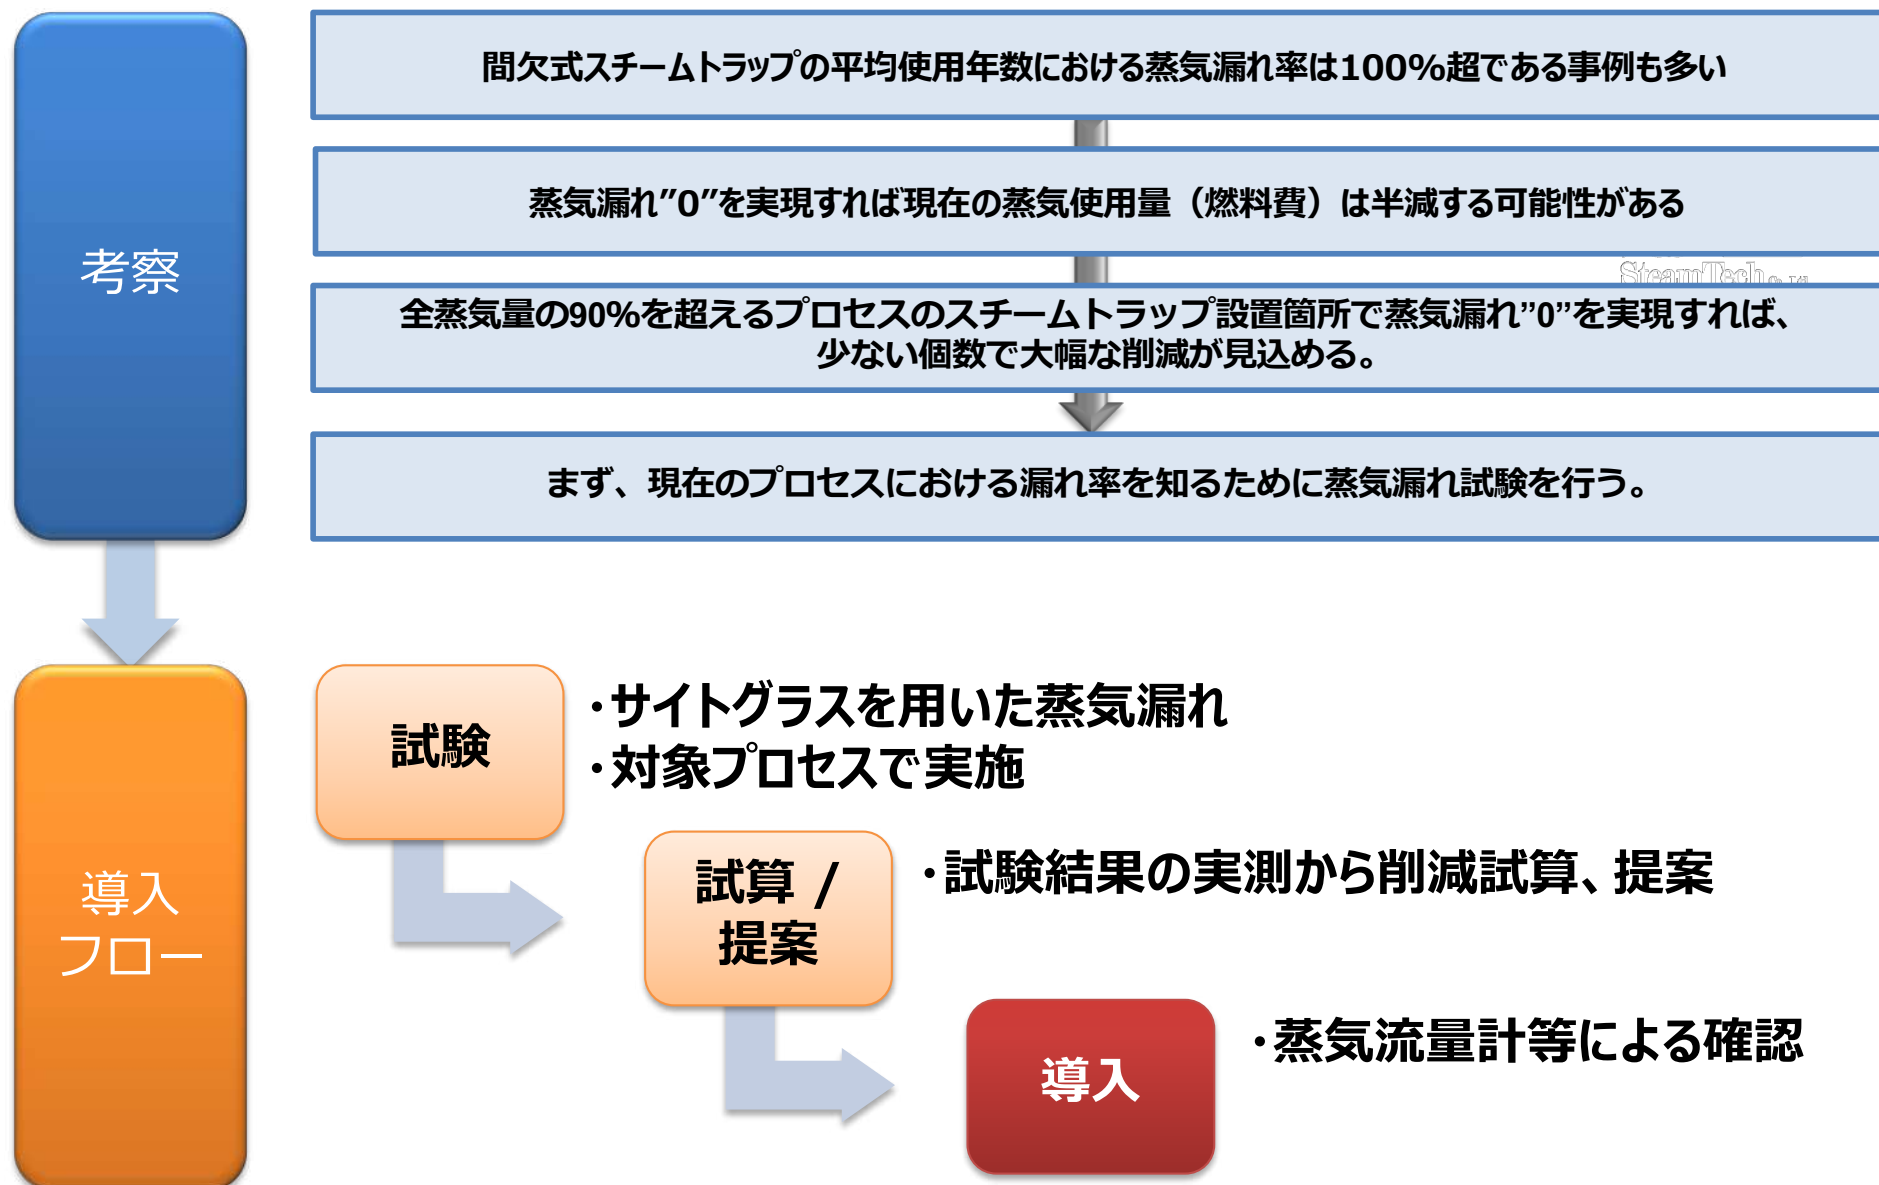 考察
間欠式スチームトラップの平均使用年数における蒸気漏れ率は100%超である事例も多い
蒸気漏れ”0”を実現すれば現在の蒸気使用量（燃料費）は半減する可能性がある
SteamTech Co. Ltd
全蒸気量の90%を超えるプロセスのスチームトラップ設置箇所で蒸気漏れ”0”を実現すれば、
少ない個数で大幅な削減が見込める。
まず、現在のプロセスにおける漏れ率を知るために蒸気漏れ試験を行う。
導入
フロー
試験
・サイトグラスを用いた蒸気漏れ
・対象プロセスで実施
試算 /
提案
・試験結果の実測から削減試算、提案
導入
・蒸気流量計等による確認